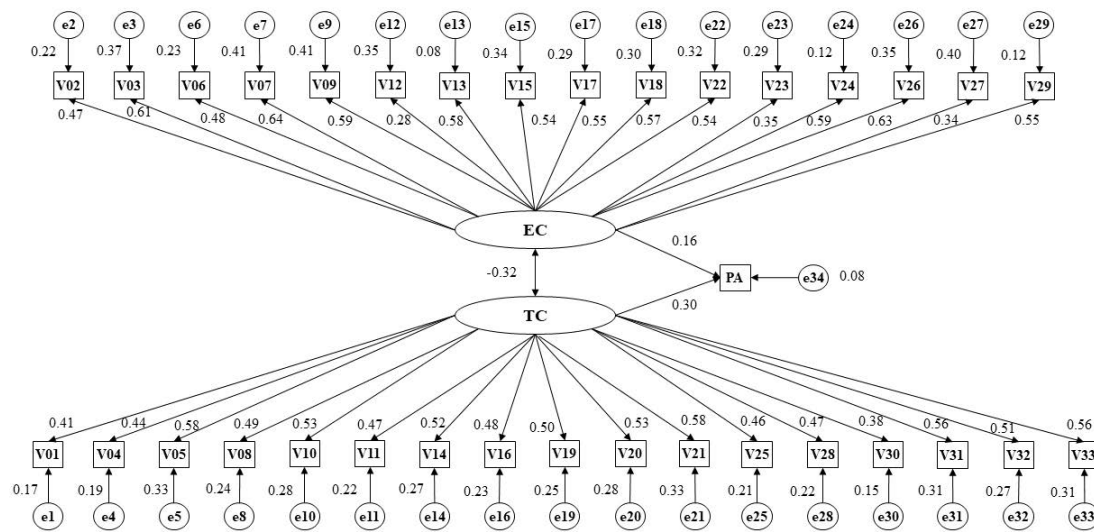 e2 e3 e6 e7 e9 e12 e13 e15 e17 e18 e22 e23 e24 e26 e27 e29
0.22 0.37 0.23 0.41 0.41 0.35 0.08 0.34 0.29 0.30 0.32 0.29 0.12 0.35 0.40 0.12
V02 V03 V06 V07 V09 V12 V13 V15 V17 V18 V22 V23 V24 V26 V27 V29
0.47 0.61 0.48 0.64 0.59 0.28 0.58 0.54 0.55 0.57 0.54 0.35 0.59 0.63 0.34 0.55
EC
0.16
-0.32 PA e34 0.08
0.30
TC
0.41 0.44 0.58 0.49 0.53 0.47 0.52 0.48 0.50 0.53 0.58 0.46 0.47 0.38 0.56 0.51 0.56
V01 V04 V05 V08 V10 V11 V14 V16 V19 V20 V21 V25 V28 V30 V31 V32 V33
0.17 0.19 0.33 0.24 0.28 0.22 0.27 0.23 0.25 0.28 0.33 0.21 0.22 0.15 0.31 0.27 0.31
e1 e4 e5 e8 e10 e11 e14 e16 e19 e20 e21 e25 e28 e30 e31 e32 e33